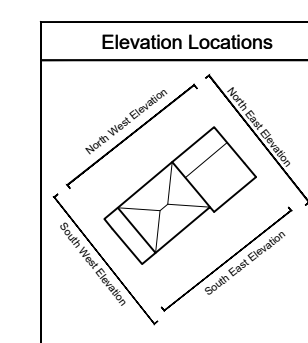 Elevation Locations
North West Elevation
North East Elevation
South West Elevation
South East Elevation